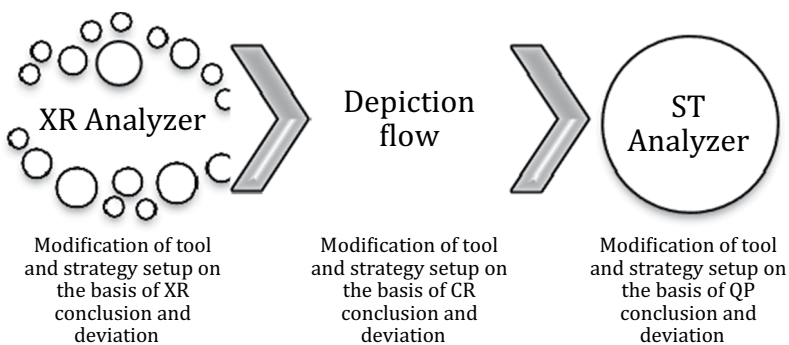 XR Analyzer
Depiction
flow
ST
Analyzer
Modification of tool
and strategy setup on
the basis of XR
conclusion and
deviation
Modification of tool
and strategy setup on
the basis of CR
conclusion and
deviation
Modification of tool
and strategy setup on
the basis of QP
conclusion and
deviation